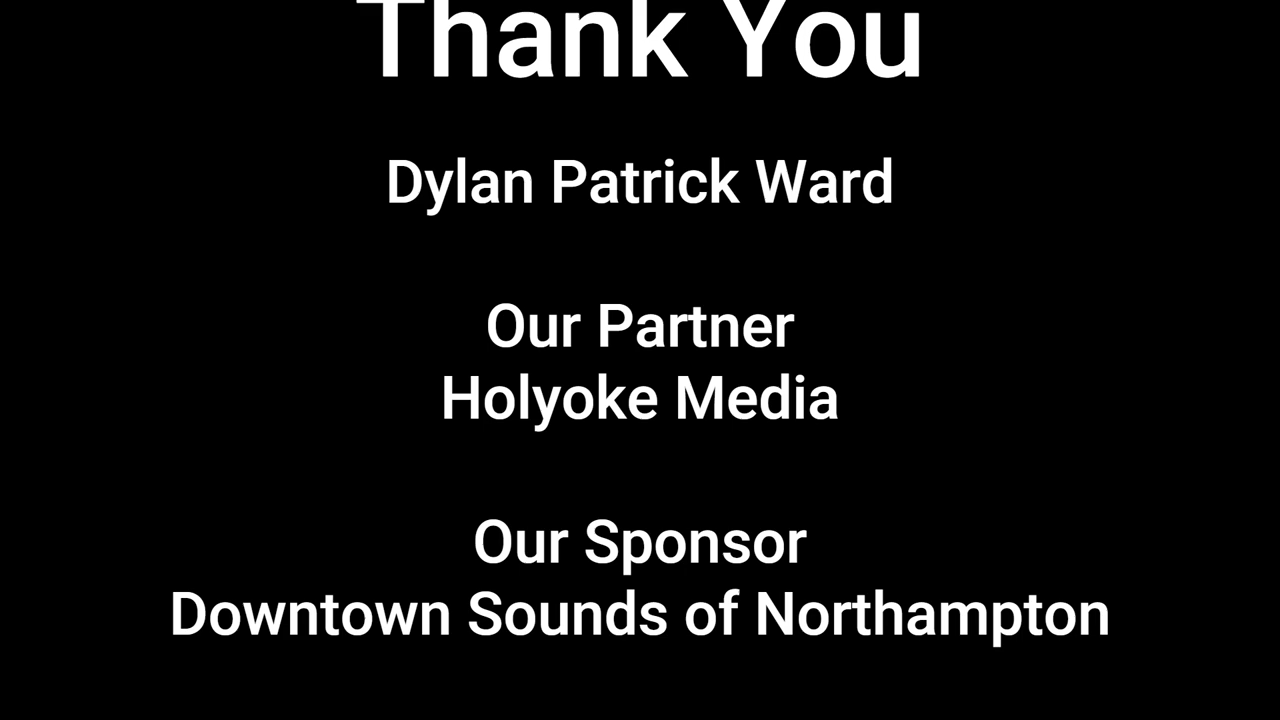 Thank You
Dylan Patrick Ward
Our Partner
Holyoke Media
Our Sponsor
Downtown Sounds of Northampton